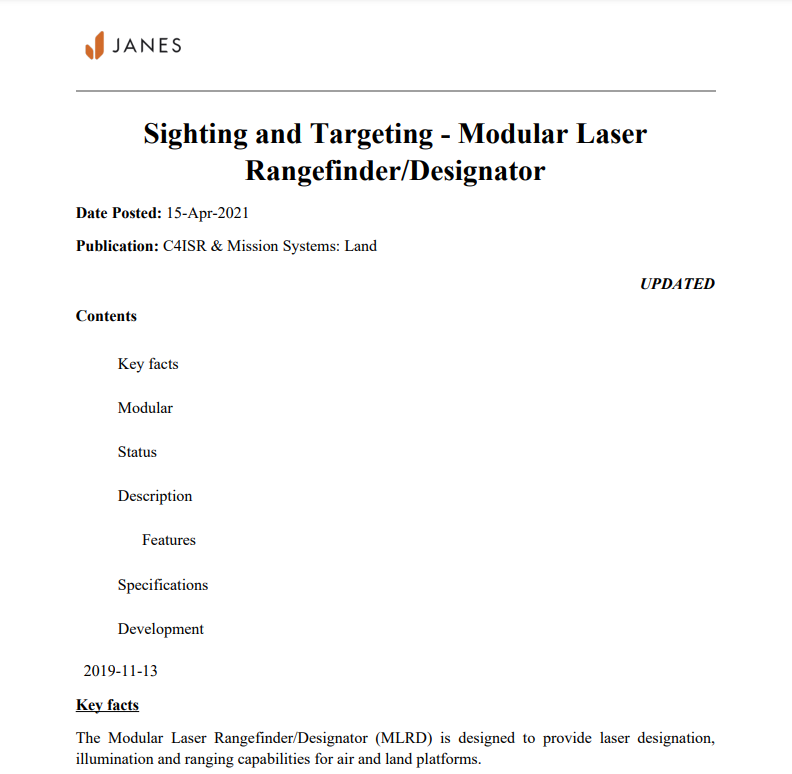 JANES
Sighting and Targeting - Modular Laser
Rangefinder/Designator
Date Posted: 15-Apr-2021
Publication: C4ISR & Mission Systems: Land
UPDATED
Contents
Key facts
Modular
Status
Description
Features
Specifications
Development
2019-11-13
Key facts
The Modular Laser Rangefinder/Designator (MLRD) is designed to provide laser designation,
illumination and ranging capabilities for air and land platforms.